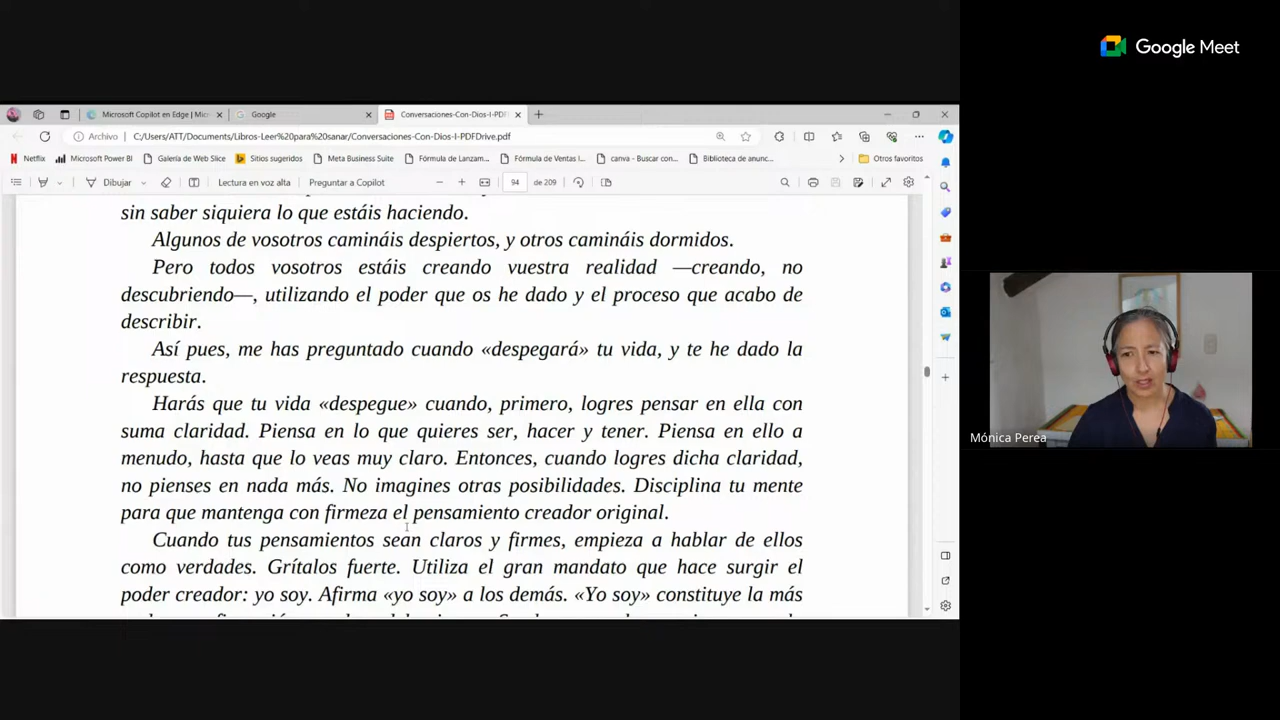 Google Meet
Microsoft Copilot en Edge | Mic
Google
Conversaciones-Con-Dios-I-PDF
Archivo
C:/Users/ATT/Documents/Libros-Leer%20para%20sanar/Conversaciones-Con-Dios-I-PDFDrive.pdf
Netflix
Microsoft Power BI
Galería de Web Slice
Sitios sugeridos
Meta Business Suite
Fórmula de Lanzam...
Fórmula de Ventas I...
canva - Buscar con...
Biblioteca de anunc...
Otros favoritos
Dibujar
Lectura en voz alta
Preguntar a Copilot
94
de 209
sin saber siquiera lo que estáis haciendo.
Algunos de vosotros camináis despiertos, y otros camináis dormidos.
Pero todos vosotros estáis creando vuestra realidad —creando, no
descubriendo—, utilizando el poder que os he dado y el proceso que acabo de
describir.
Así pues, me has preguntado cuando «despegará» tu vida, y te he dado la
respuesta.
Harás que tu vida «despegue» cuando, primero, logres pensar en ella con
suma claridad. Piensa en lo que quieres ser, hacer y tener. Piensa en ello a
menudo, hasta que lo veas muy claro. Entonces, cuando logres dicha claridad,
no pienses en nada más. No imagines otras posibilidades. Disciplina tu mente
para que mantenga con firmeza el pensamiento creador original.
Cuando tus pensamientos sean claros y firmes, empieza a hablar de ellos
como verdades. Grítalos fuerte. Utiliza el gran mandato que hace surgir el
poder creador: yo soy. Afirma «yo soy» a los demás. «Yo soy» constituye la más
Mónica Perea